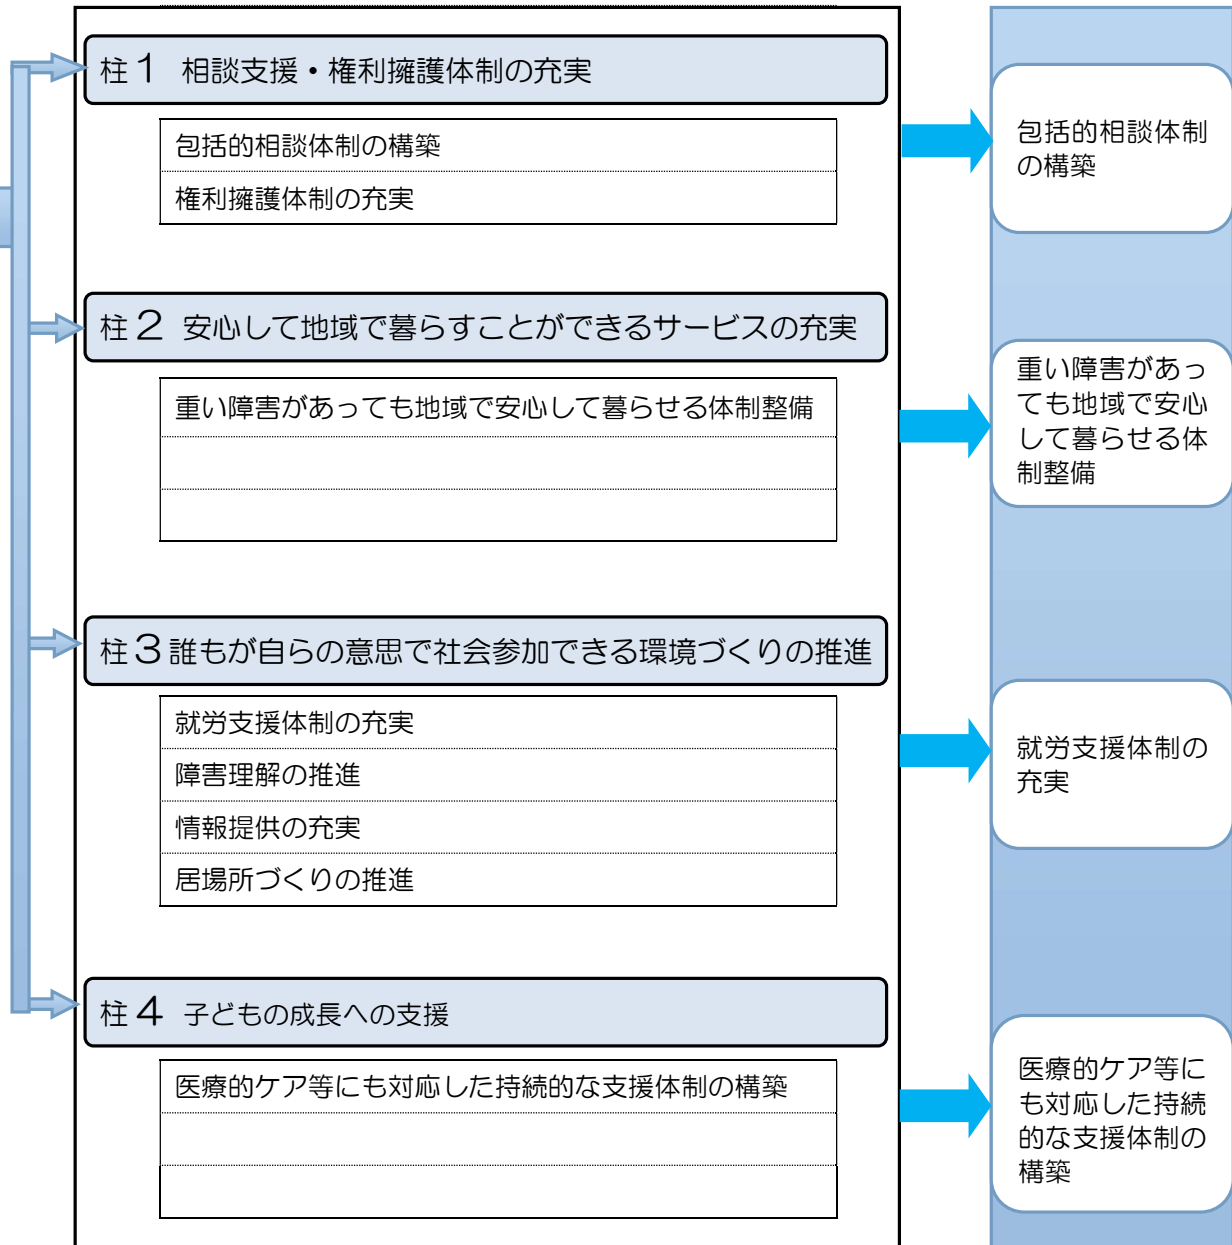 柱1 相談支援・権利擁護体制の充実
包括的相談体制の構築
権利擁護体制の充実
包括的相談体制
の構築
柱2 安心して地域で暮らすことができるサービスの充実
重い障害があっても地域で安心して暮らせる体制整備
重い障害があっ
ても地域で安心
して暮らせる体
制整備
柱3 誰もが自らの意思で社会参加できる環境づくりの推進
就労支援体制の充実
障害理解の推進
情報提供の充実
居場所づくりの推進
就労支援体制の
充実
柱4 子どもの成長への支援
医療的ケア等にも対応した持続的な支援体制の構築
医療的ケア等に
も対応した持続
的な支援体制の
構築